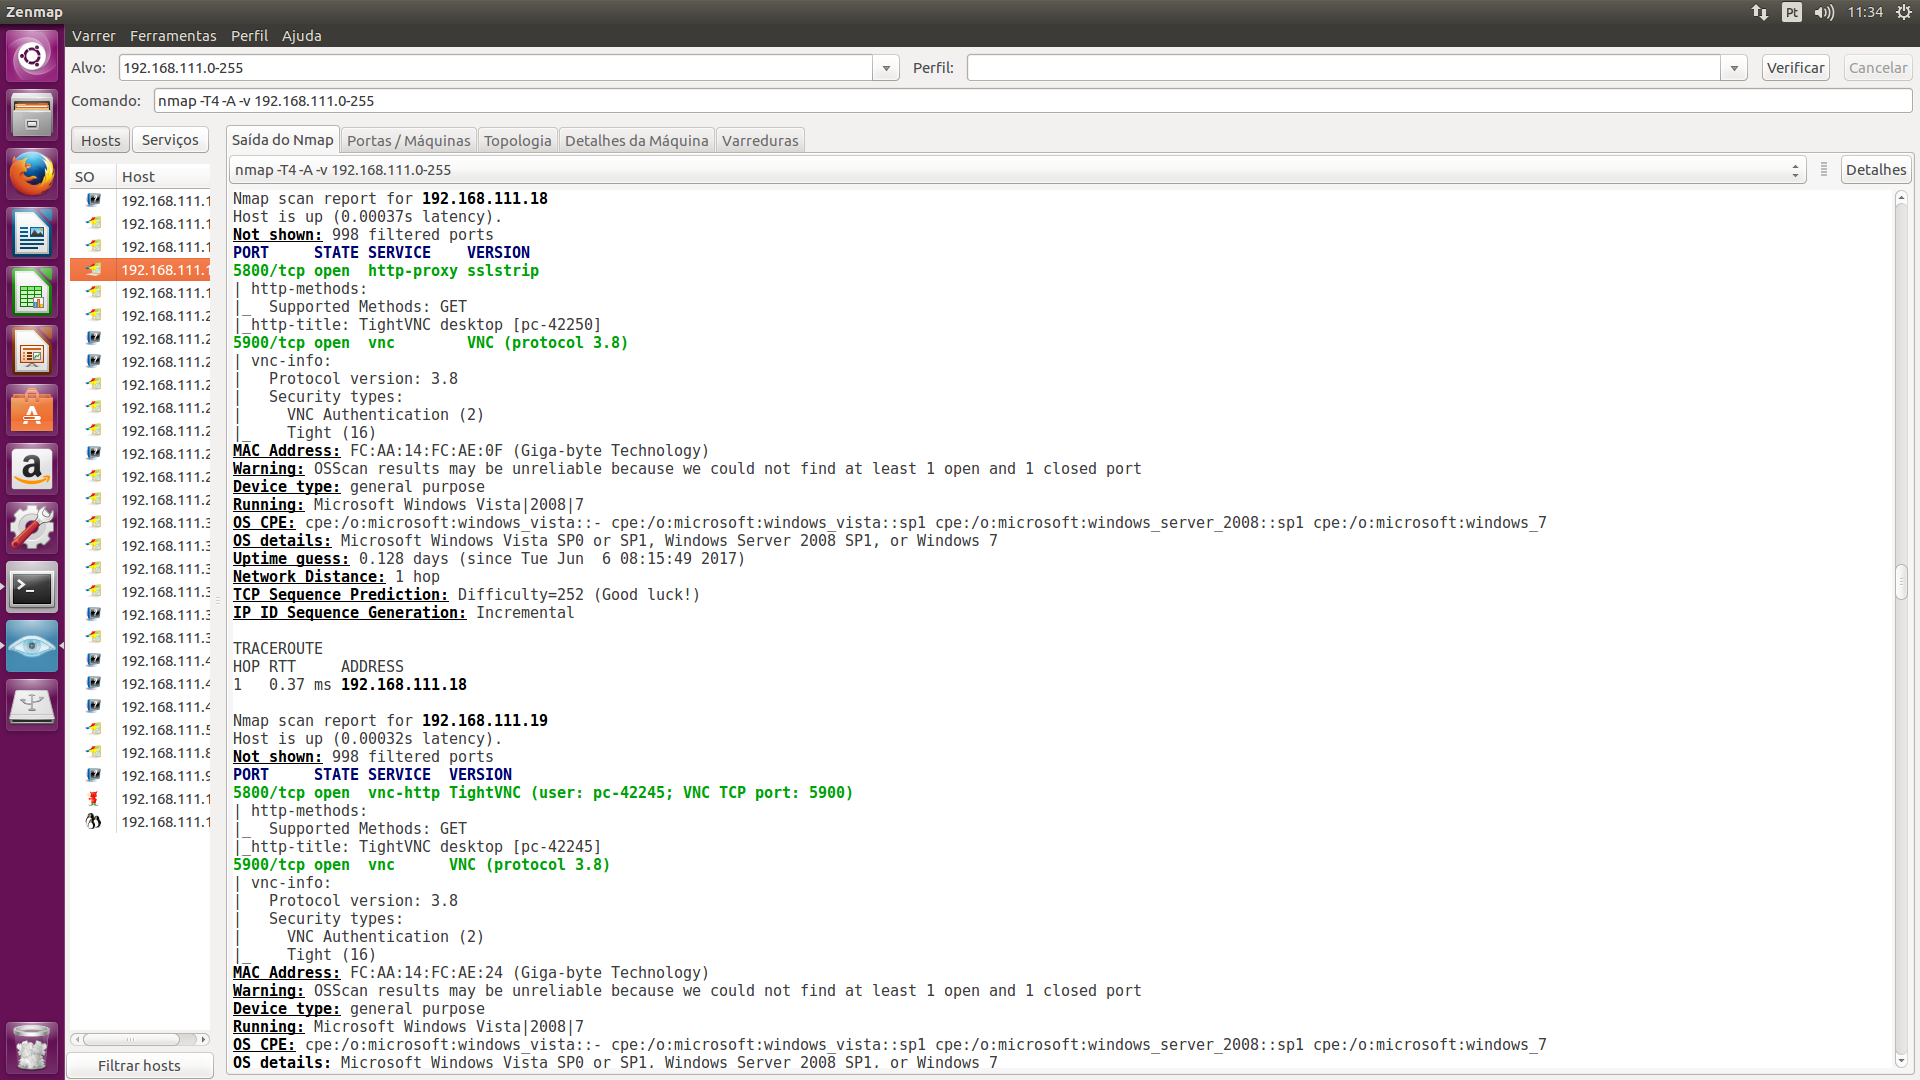 Zenmap
Pt
11:34
Varrer Ferramentas Perfil Ajuda
Alvo: 192.168.111.0-255 Perfil: Verificar Cancelar
Comando: nmap -T4 -A -v 192.168.111.0-255
Hosts Serviços
Saída do Nmap Portas / Máquinas Topologia Detalhes da Máquina Varreduras
nmap -T4 -A -v 192.168.111.0-255 Detalhes
SO Host
192.168.111.1
192.168.111.1
192.168.111.1
192.168.111.1
192.168.111.1
192.168.111.2
192.168.111.2
192.168.111.2
192.168.111.2
192.168.111.2
192.168.111.2
192.168.111.2
192.168.111.2
192.168.111.2
192.168.111.3
192.168.111.3
192.168.111.3
192.168.111.3
192.168.111.3
192.168.111.3
192.168.111.4
192.168.111.4
192.168.111.4
192.168.111.5
192.168.111.8
192.168.111.9
192.168.111.1
192.168.111.1
Filtrar hosts
Nmap scan report for 192.168.111.18
Host is up (0.00037s latency).
Not shown: 998 filtered ports
PORT     STATE SERVICE    VERSION
5800/tcp open  http-proxy sslstrip
| http-methods:
|_  Supported Methods: GET
|_http-title: TightVNC desktop [pc-42250]
5900/tcp open  vnc        VNC (protocol 3.8)
| vnc-info:
|   Protocol version: 3.8
|   Security types:
|     VNC Authentication (2)
|_    Tight (16)
MAC Address: FC:AA:14:FC:AE:0F (Giga-byte Technology)
Warning: OSScan results may be unreliable because we could not find at least 1 open and 1 closed port
Device type: general purpose
Running: Microsoft Windows Vista|2008|7
OS CPE: cpe:/o:microsoft:windows_vista::- cpe:/o:microsoft:windows_vista::sp1 cpe:/o:microsoft:windows_server_2008::sp1 cpe:/o:microsoft:windows_7
OS details: Microsoft Windows Vista SP0 or SP1, Windows Server 2008 SP1, or Windows 7
Uptime guess: 0.128 days (since Tue Jun  6 08:15:49 2017)
Network Distance: 1 hop
TCP Sequence Prediction: Difficulty=252 (Good luck!)
IP ID Sequence Generation: Incremental
TRACEROUTE
HOP RTT     ADDRESS
1   0.37 ms 192.168.111.18
Nmap scan report for 192.168.111.19
Host is up (0.00032s latency).
Not shown: 998 filtered ports
PORT     STATE SERVICE  VERSION
5800/tcp open  vnc-http TightVNC (user: pc-42245; VNC TCP port: 5900)
| http-methods:
|_  Supported Methods: GET
|_http-title: TightVNC desktop [pc-42245]
5900/tcp open  vnc      VNC (protocol 3.8)
| vnc-info:
|   Protocol version: 3.8
|   Security types:
|     VNC Authentication (2)
|_    Tight (16)
MAC Address: FC:AA:14:FC:AE:24 (Giga-byte Technology)
Warning: OSScan results may be unreliable because we could not find at least 1 open and 1 closed port
Device type: general purpose
Running: Microsoft Windows Vista|2008|7
OS CPE: cpe:/o:microsoft:windows_vista::- cpe:/o:microsoft:windows_vista::sp1 cpe:/o:microsoft:windows_server_2008::sp1 cpe:/o:microsoft:windows_7
OS details: Microsoft Windows Vista SP0 or SP1, Windows Server 2008 SP1, or Windows 7